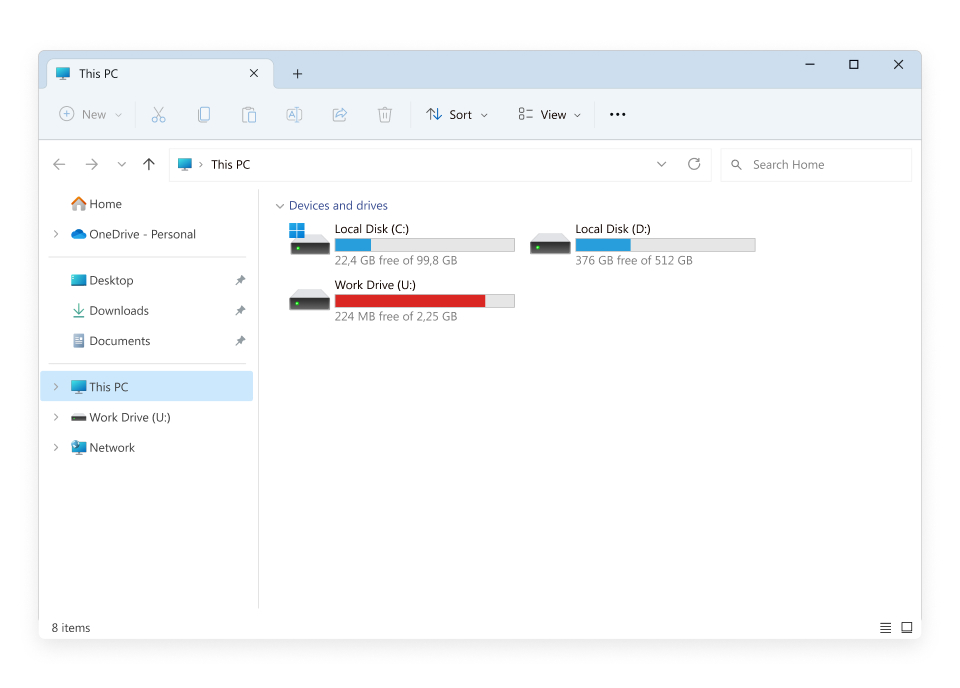 This PC
New
Sort
View
This PC
Search Home
Home
OneDrive - Personal
Desktop
Downloads
Documents
This PC
Work Drive (U:)
Network
Devices and drives
Local Disk (C:)
22,4 GB free of 99,8 GB
Local Disk (D:)
376 GB free of 512 GB
Work Drive (U:)
224 MB free of 2,25 GB
8 items